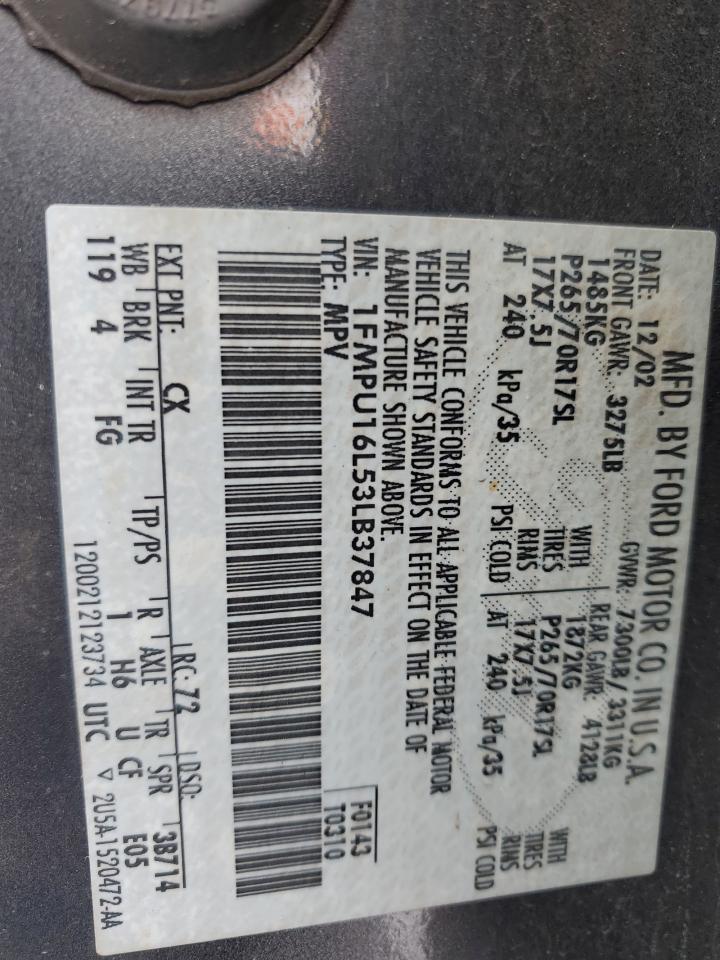 MFD. BY FORD MOTOR CO. IN U.S.A.
DATE: 12/02 GVWR: 7300LB / 3311KG
FRONT GAWR: 3275LB REAR GAWR: 4128LB
1485KG WITH 1872KG WITH
P265/70R17SL TIRES P265/70R17SL TIRES
17X7.5J RIMS 17X7.5J RIMS
AT 240 kPa/35 PSI COLD AT 240 kPa/35 PSI COLD
THIS VEHICLE CONFORMS TO ALL APPLICABLE FEDERAL MOTOR
VEHICLE SAFETY STANDARDS IN EFFECT ON THE DATE OF
MANUFACTURE SHOWN ABOVE.
VIN: 1FMPU16L53LB37847 F0143
TYPE: MPV T0310
EXT PNT: CX RC: 72 DSO: 38714
WB BRK INT TR TP/PS R AXLE TR SPR E05
119 4 FG 1 H6 U CF
1200212123734 UTC ▽ 2U5A-1520472-AA